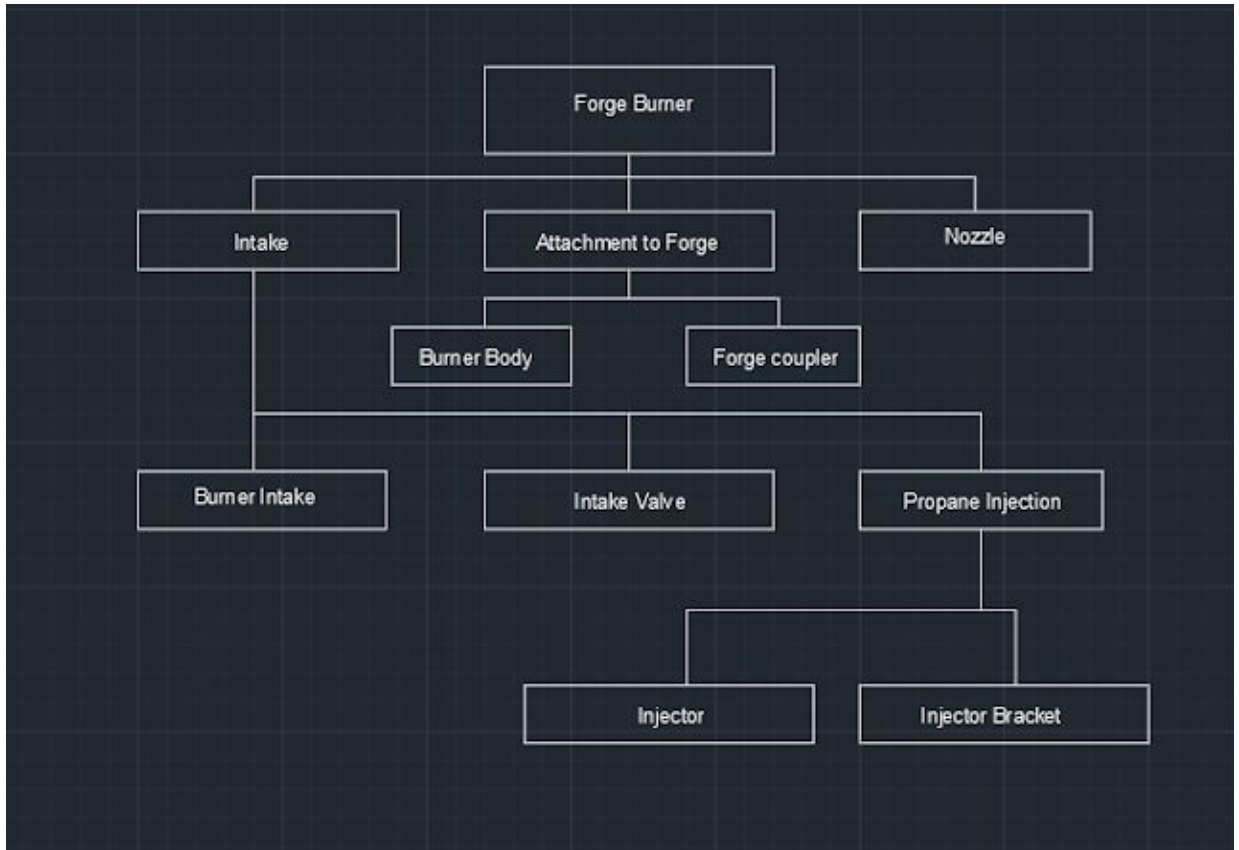 Forge Burner
Intake
Attachment to Forge
Nozzle
Burner Body
Forge coupler
Burner Intake
Intake Valve
Propane Injection
Injector
Injector Bracket